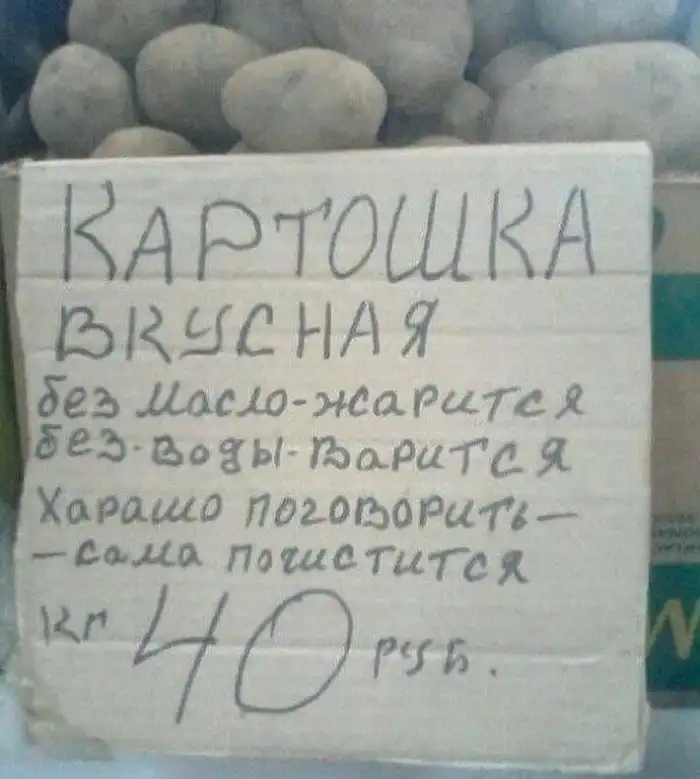 КАРТОШКА
ВКУСНАЯ
без масло-жарится
без-воды-варится
Харашо поговорить-
-сама почистится
кг 40 руб.